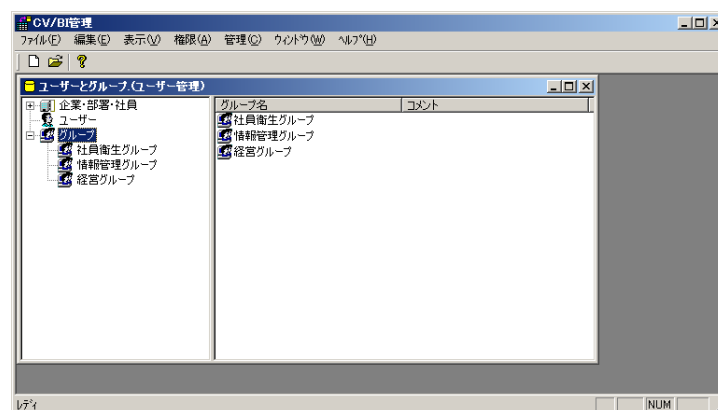 CV/BI管理
ファイル(F) 編集(E) 表示(V) 権限(A) 管理(C) ウィンドウ(W) ヘルプ(H)
ユーザーとグループ.(ユーザー管理)
企業・部署・社員
ユーザー
グループ
社員衛生グループ
情報管理グループ
経営グループ
グループ名 コメント
社員衛生グループ
情報管理グループ
経営グループ
レディ NUM